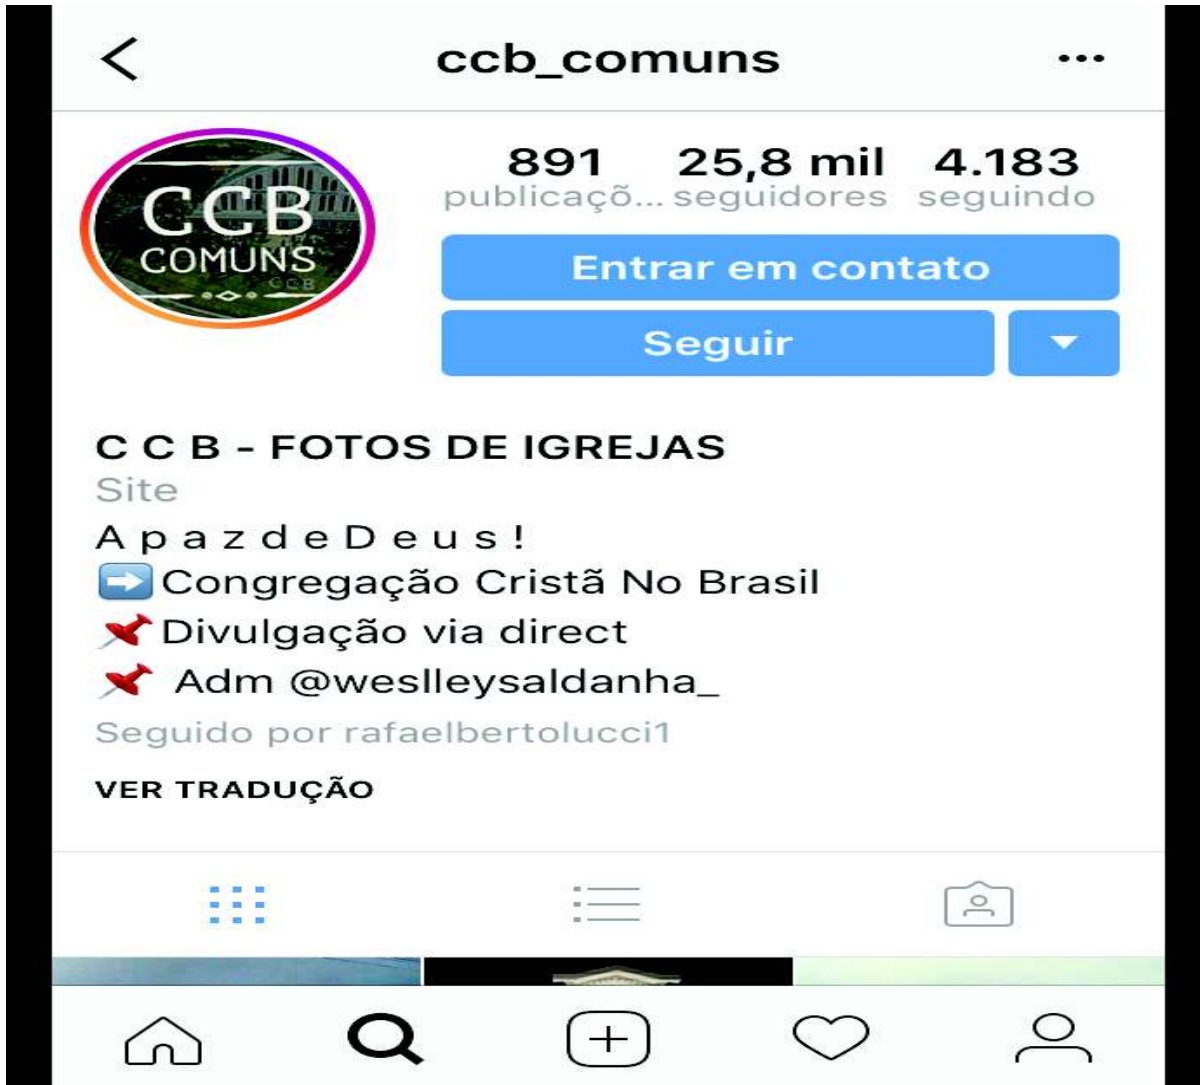 ccb_comuns
CCB
COMUNS
CCB
891 25,8 mil 4.183
publicaçõ... seguidores seguindo
Entrar em contato
Seguir
C C B - FOTOS DE IGREJAS
Site
A p a z d e D e u s !
Congregação Cristã No Brasil
Divulgação via direct
Adm @weslleysaldanha_
Seguido por rafaelbertolucci1
VER TRADUÇÃO